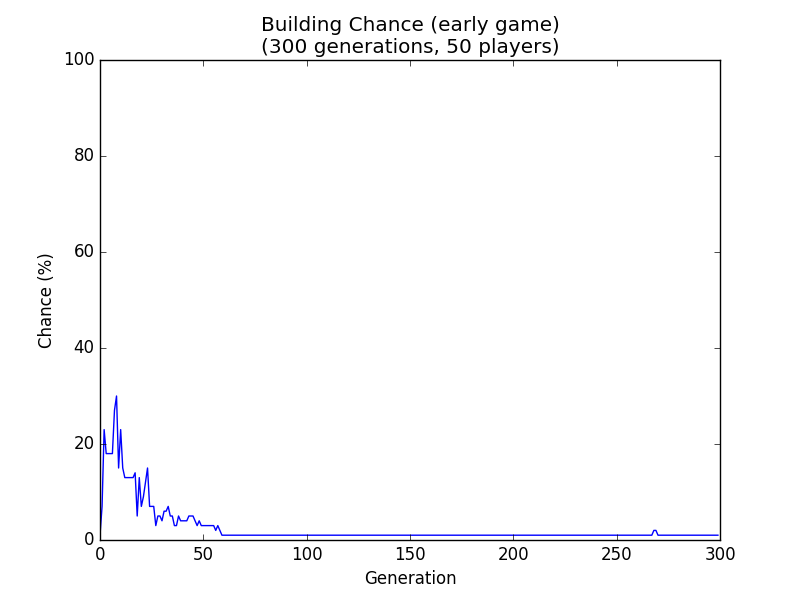 Building Chance (early game)
(300 generations, 50 players)
100
80
60
40
20
0
Chance (%)
0 50 100 150 200 250 300
Generation